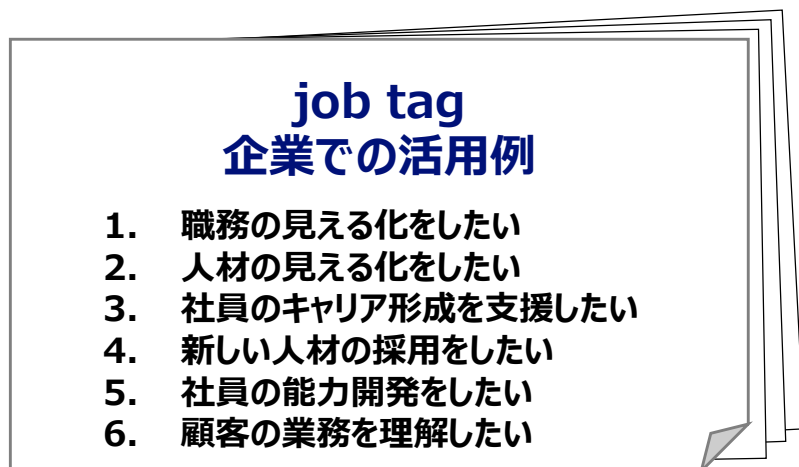 job tag
企業での活用例
1. 職務の見える化をしたい
2. 人材の見える化をしたい
3. 社員のキャリア形成を支援したい
4. 新しい人材の採用をしたい
5. 社員の能力開発をしたい
6. 顧客の業務を理解したい